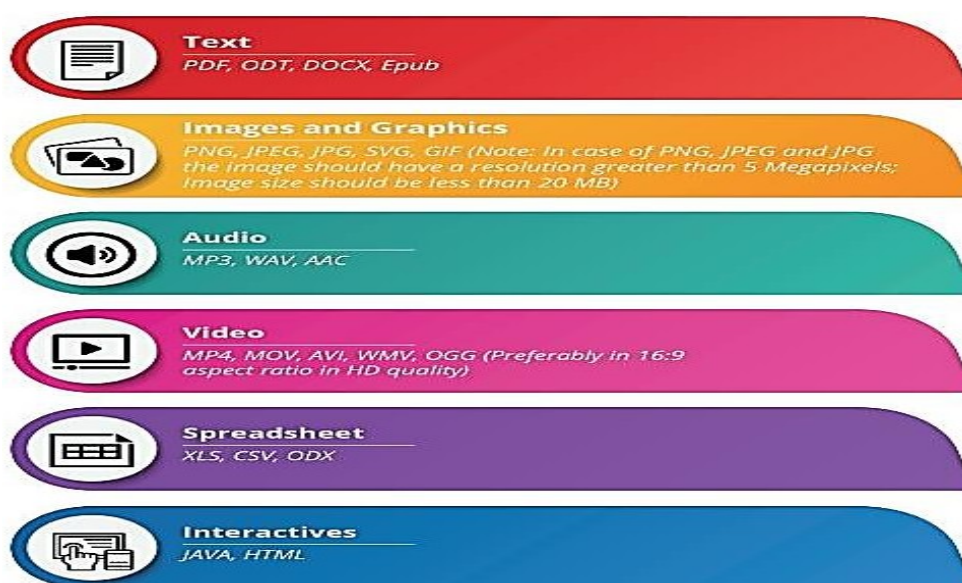 Text
PDF, ODT, DOCX, Epub
Images and Graphics
PNG, JPEG, JPG, SVG, GIF (Note: In case of PNG, JPEG and JPG
the image should have a resolution greater than 5 Megapixels;
Image size should be less than 20 MB)
Audio
MP3, WAV, AAC
Video
MP4, MOV, AVI, WMV, OGG (Preferably in 16:9
aspect ratio in HD quality)
Spreadsheet
XLS, CSV, ODX
Interactives
JAVA, HTML